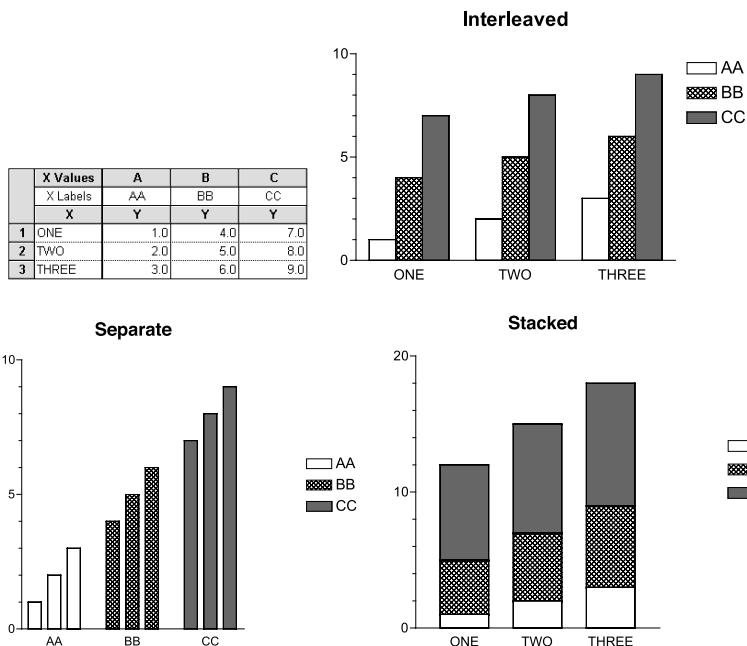 Interleaved
10
5
0
ONE TWO THREE
AA
BB
CC
X Values A B C
X Labels AA BB CC
X Y Y Y
1 ONE 1.0 4.0 7.0
2 TWO 2.0 5.0 8.0
3 THREE 3.0 6.0 9.0
Separate
10
5
0
AA BB CC
AA
BB
CC
Stacked
20
10
0
ONE TWO THREE